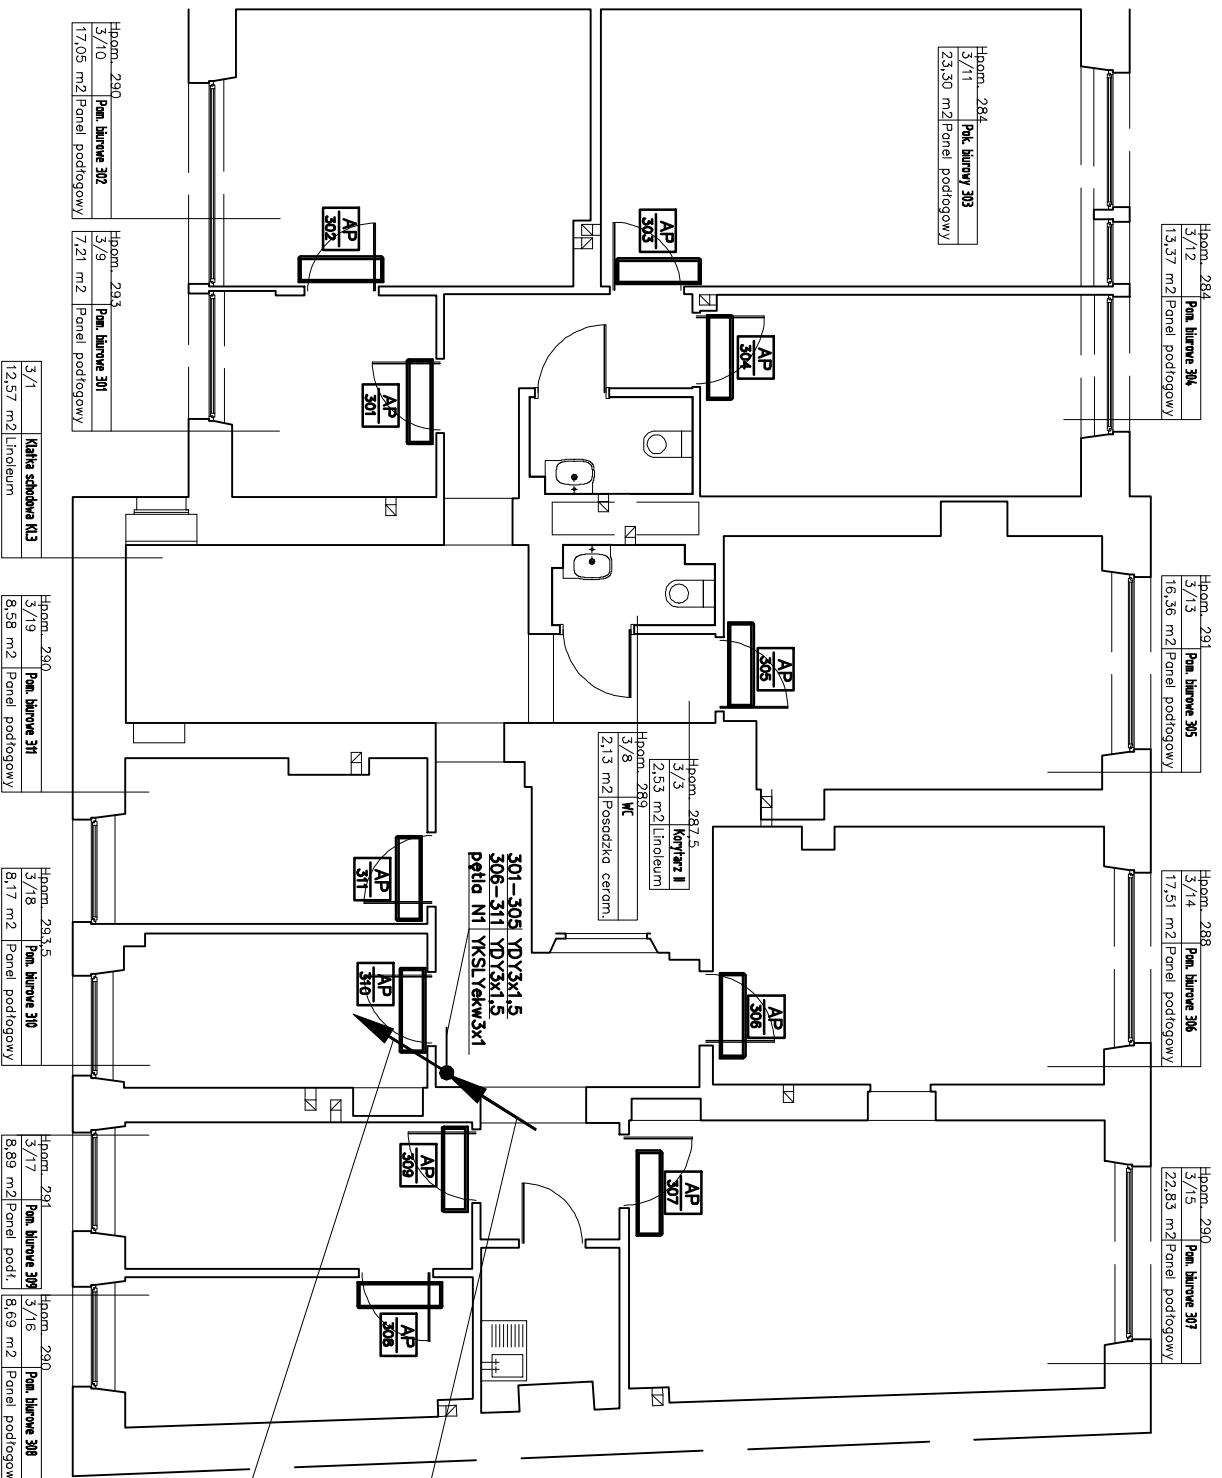 Hpom. 290
3/10 Pom. biurowe 302
17,05 m2 Panel podłogowy
Hpom. 293
3/9 Pom. biurowe 301
7,21 m2 Panel podłogowy
3/1 Klatka schodowa Kl.3
12,57 m2 Linoleum
Hpom. 290
3/19 Pom. biurowe 311
8,58 m2 Panel podłogowy
Hpom. 293,5
3/18 Pom. biurowe 310
8,17 m2 Panel podłogowy
Hpom. 291
3/17 Pom. biurowe 309
8,89 m2 Panel podł.
Hpom. 290
3/16 Pom. biurowe 308
8,69 m2 Panel podłogow
Hpom. 284
3/11 Pok. biurowy 303
23,30 m2 Panel podłogowy
Hpom. 284
3/12 Pom. biurowe 304
13,37 m2 Panel podłogowy
Hpom. 291
3/13 Pom. biurowe 305
16,36 m2 Panel podłogowy
Hpom. 288
3/14 Pom. biurowe 306
17,51 m2 Panel podłogowy
Hpom. 290
3/15 Pom. biurowe 307
22,83 m2 Panel podłogowy
Hpom. 287,5
3/3 Korytarz II
2,53 m2 Linoleum
Hpom. 289
3/8 WC
2,13 m2 Posadzka ceram.
301-305 YDY3x1,5
306-311 YDY3x1,5
pętla N1 YKSLYekw3x1
AP
302
AP
303
AP
304
AP
301
AP
305
AP
311
AP
310
AP
306
AP
309
AP
307
AP
308